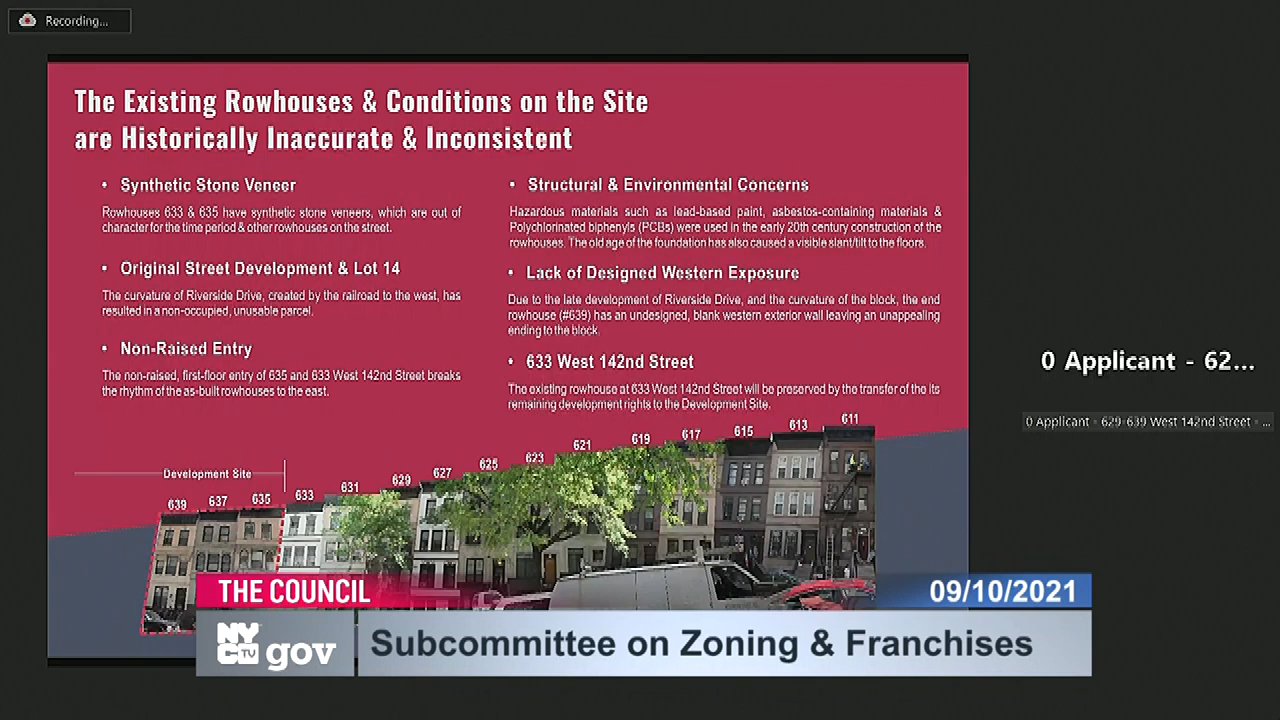 Recording...
The Existing Rowhouses & Conditions on the Site
are Historically Inaccurate & Inconsistent
• Synthetic Stone Veneer
Rowhouses 633 & 635 have synthetic stone veneers, which are out of
character for the time period & other rowhouses on the street.
• Original Street Development & Lot 14
The curvature of Riverside Drive, created by the railroad to the west, has
resulted in a non-occupied, unusable parcel.
• Non-Raised Entry
The non-raised, first-floor entry of 635 and 633 West 142nd Street breaks
the rhythm of the as-built rowhouses to the east.
• Structural & Environmental Concerns
Hazardous materials such as lead-based paint, asbestos-containing materials &
Polychlorinated biphenyls (PCBs) were used in the early 20th century construction of the
rowhouses. The old age of the foundation has also caused a visible slant/tilt to the floors.
• Lack of Designed Western Exposure
Due to the late development of Riverside Drive, and the curvature of the block, the end
rowhouse (#639) has an undesigned, blank western exterior wall leaving an unappealing
ending to the block.
• 633 West 142nd Street
The existing rowhouse at 633 West 142nd Street will be preserved by the transfer of the its
remaining development rights to the Development Site.
Development Site
639 637 635 633 631 629 627 625 623 621 619 617 615 613 611
0 Applicant - 62...
0 Applicant - 629-639 West 142nd Street - ...
THE COUNCIL
09/10/2021
NYC TV gov
Subcommittee on Zoning & Franchises